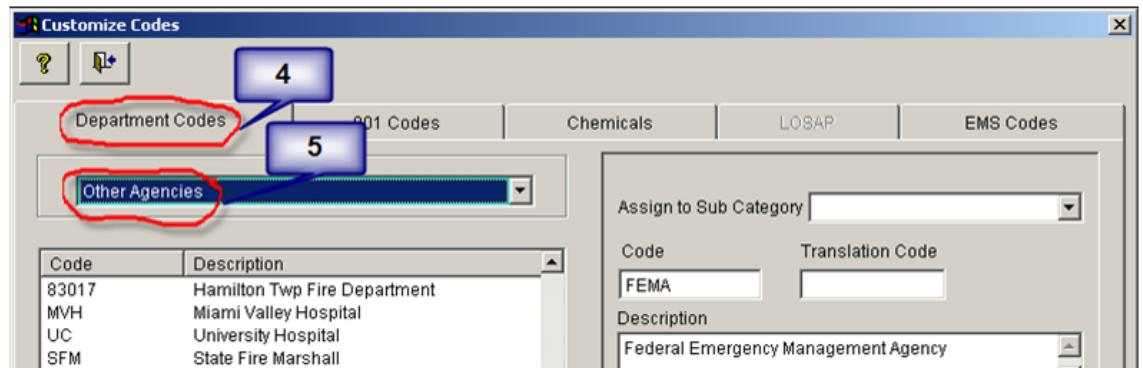 Customize Codes
4
Department Codes 901 Codes Chemicals LOSAP EMS Codes
5
Other Agencies
Assign to Sub Category
Code Translation Code
FEMA
Description
Federal Emergency Management Agency
Code Description
83017 Hamilton Twp Fire Department
MVH Miami Valley Hospital
UC University Hospital
SFM State Fire Marshall